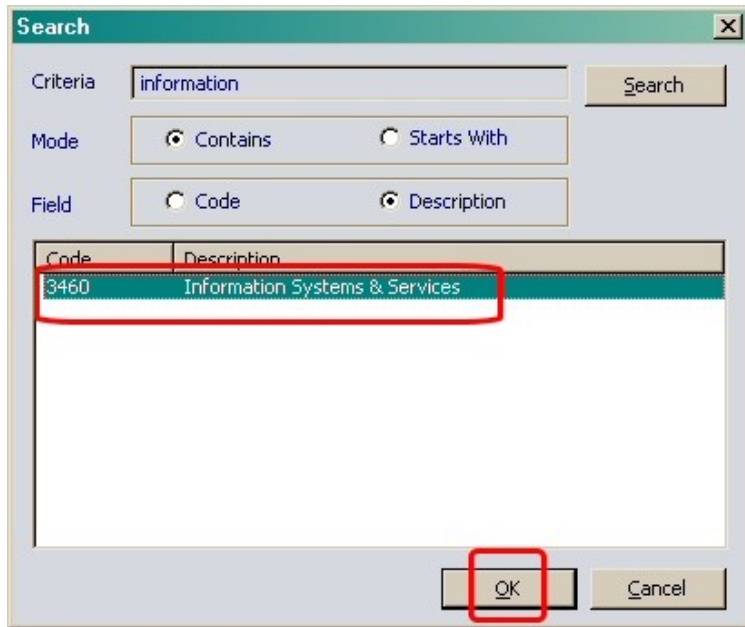 Search
Criteria information Search
Mode Contains Starts With
Field Code Description
Code Description
3460 Information Systems & Services
OK Cancel